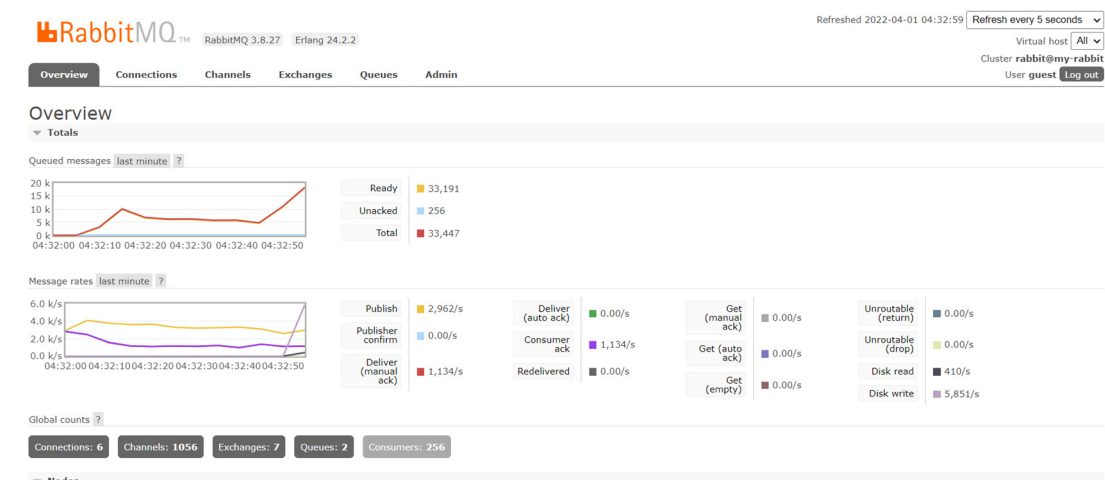 RabbitMQ TM RabbitMQ 3.8.27 Erlang 24.2.2
Refreshed 2022-04-01 04:32:59 Refresh every 5 seconds
Virtual host All
Cluster rabbit@my-rabbit
User guest Log out
Overview Connections Channels Exchanges Queues Admin
Overview
Totals
Queued messages last minute ?
20 k
15 k
10 k
5 k
0 k
04:32:00 04:32:10 04:32:20 04:32:30 04:32:40 04:32:50
Ready 33,191
Unacked 256
Total 33,447
Message rates last minute ?
6.0 k/s
4.0 k/s
2.0 k/s
0.0 k/s
04:32:00 04:32:10 04:32:20 04:32:30 04:32:40 04:32:50
Publish 2,962/s
Publisher
confirm 0.00/s
Deliver
(manual 1,134/s
ack)
Deliver
(auto ack) 0.00/s
Consumer
ack 1,134/s
Redelivered 0.00/s
Get
(manual 0.00/s
ack)
Get (auto
ack) 0.00/s
Get
(empty) 0.00/s
Unroutable
(return) 0.00/s
Unroutable
(drop) 0.00/s
Disk read 410/s
Disk write 5,851/s
Global counts ?
Connections: 6 Channels: 1056 Exchanges: 7 Queues: 2 Consumers: 256
Nodes